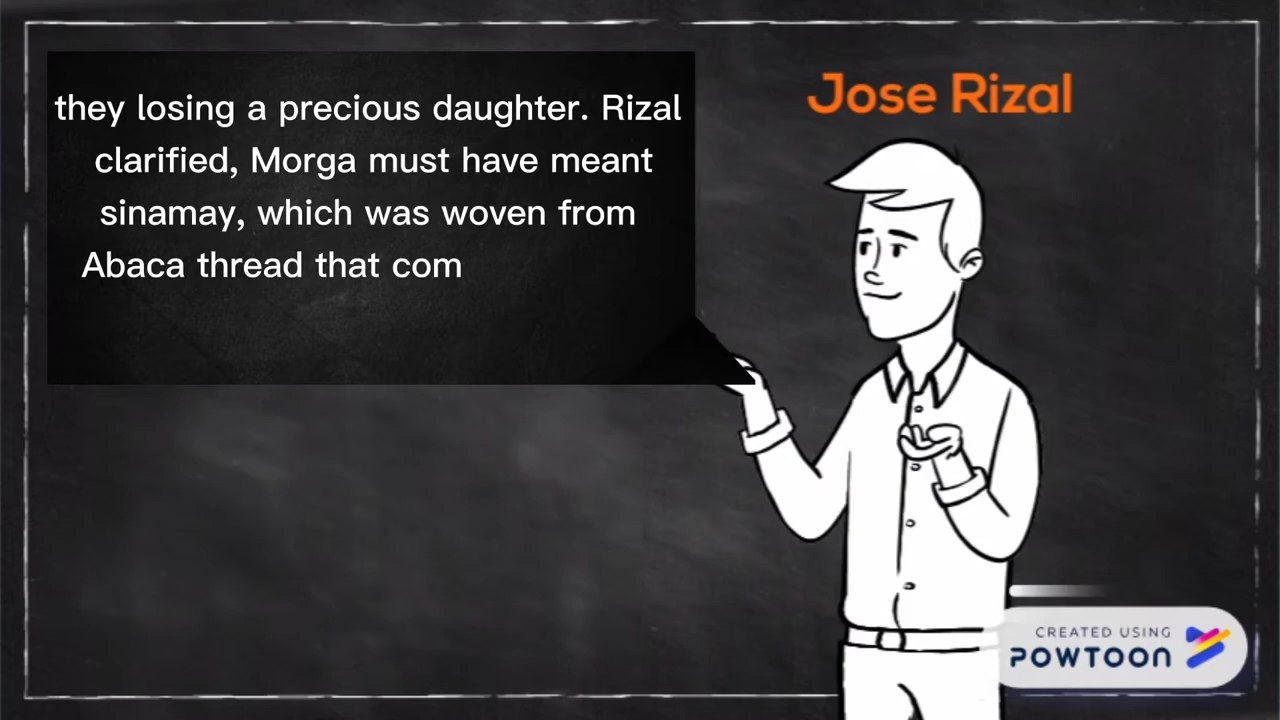 they losing a precious daughter. Rizal
clarified, Morga must have meant
sinamay, which was woven from
Abaca thread that com
Jose Rizal
CREATED USING
POWTOON